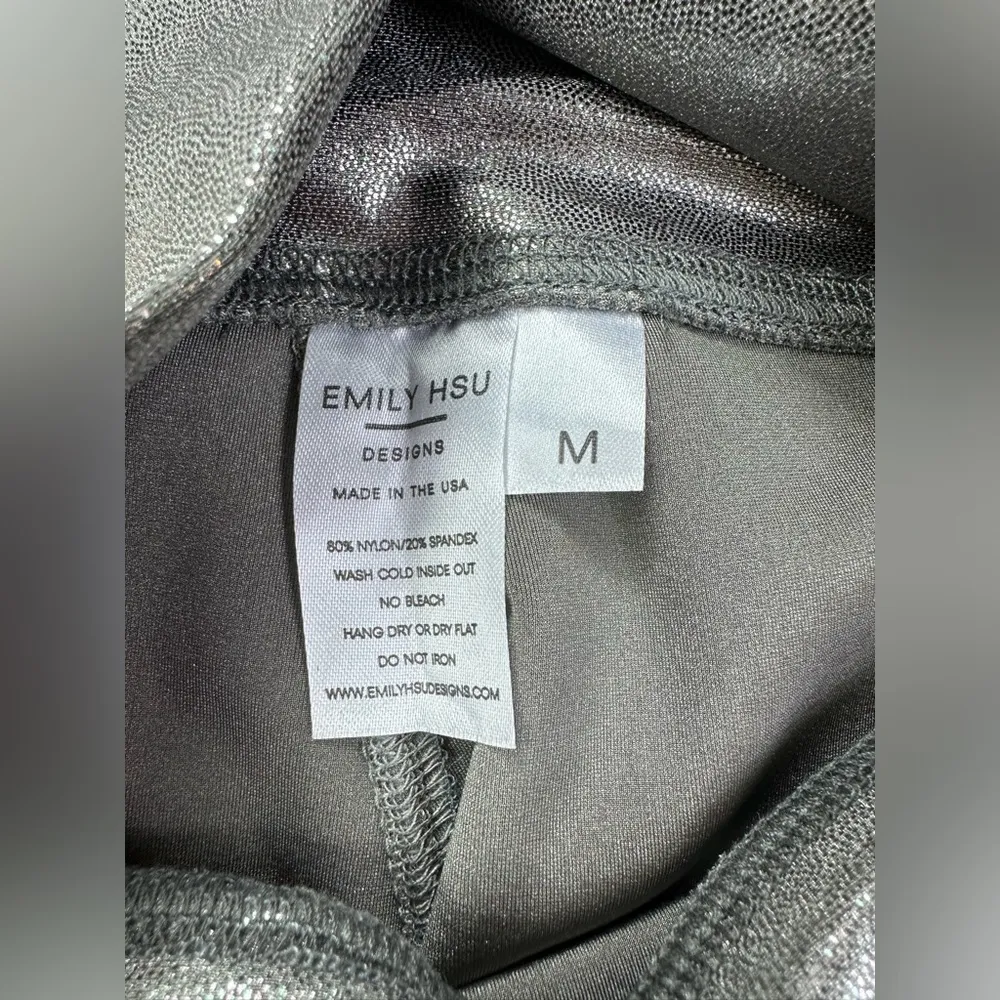 EMILY HSU
DESIGNS
MADE IN THE USA
80% NYLON/20% SPANDEX
WASH COLD INSIDE OUT
NO BLEACH
HANG DRY OR DRY FLAT
DO NOT IRON
WWW.EMILYHSUDESIGNS.COM
M